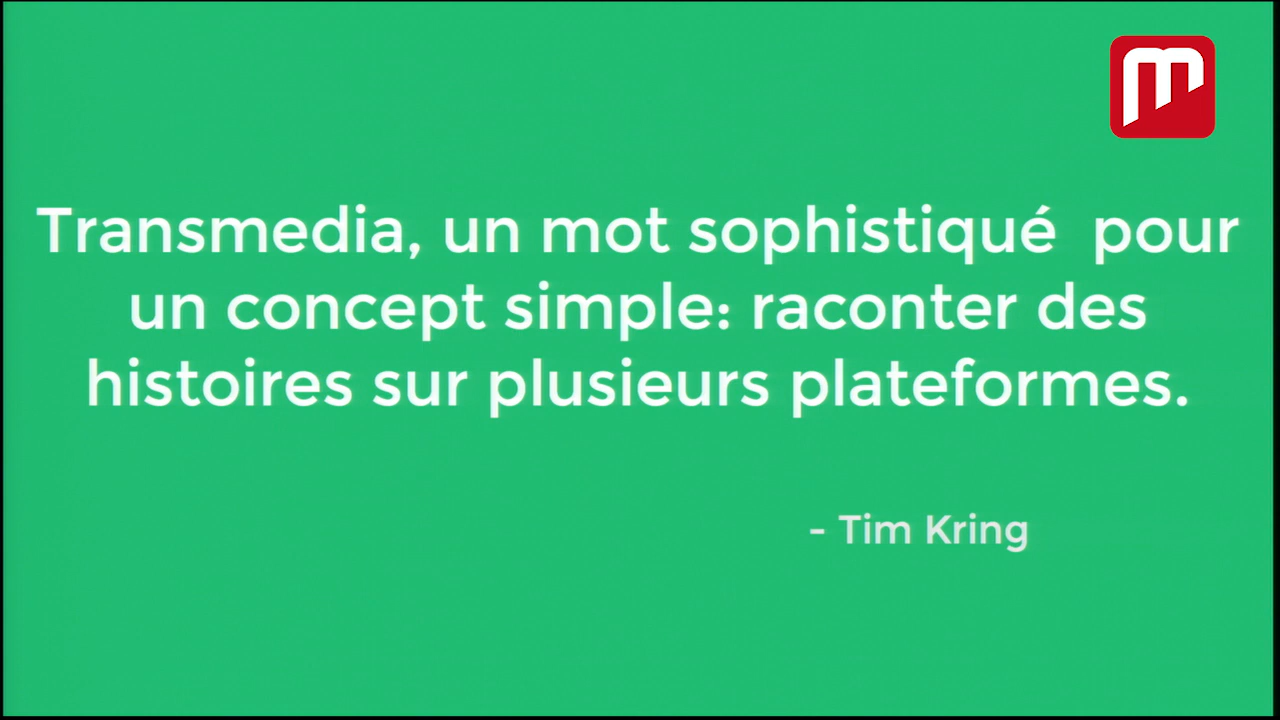 Transmedia, un mot sophistiqué pour
un concept simple: raconter des
histoires sur plusieurs plateformes.
- Tim Kring